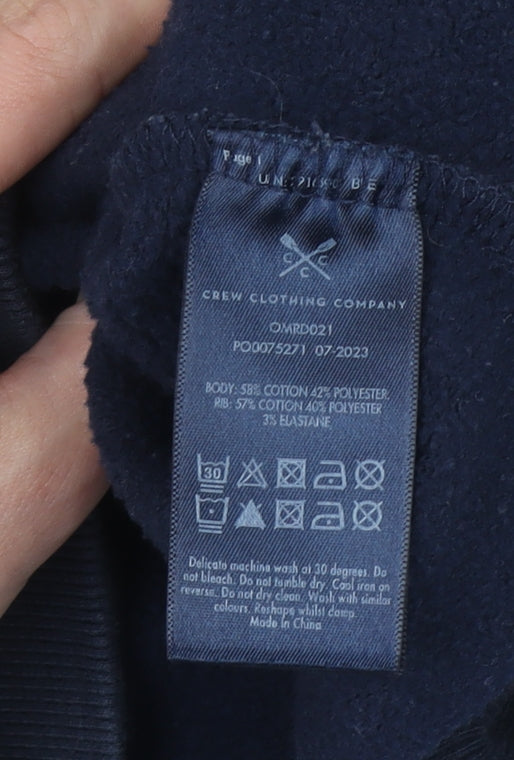 Page 1
C C
C
CREW CLOTHING COMPANY
OMRD021
PO0075271 07-2023
BODY: 58% COTTON 42% POLYESTER
RIB: 57% COTTON 40% POLYESTER
3% ELASTANE
30
Delicate machine wash at 30 degrees. Do
not bleach. Do not tumble dry. Cool iron on
reverse. Do not dry clean. Wash with similar
colours. Reshape whilst damp.
Made In China